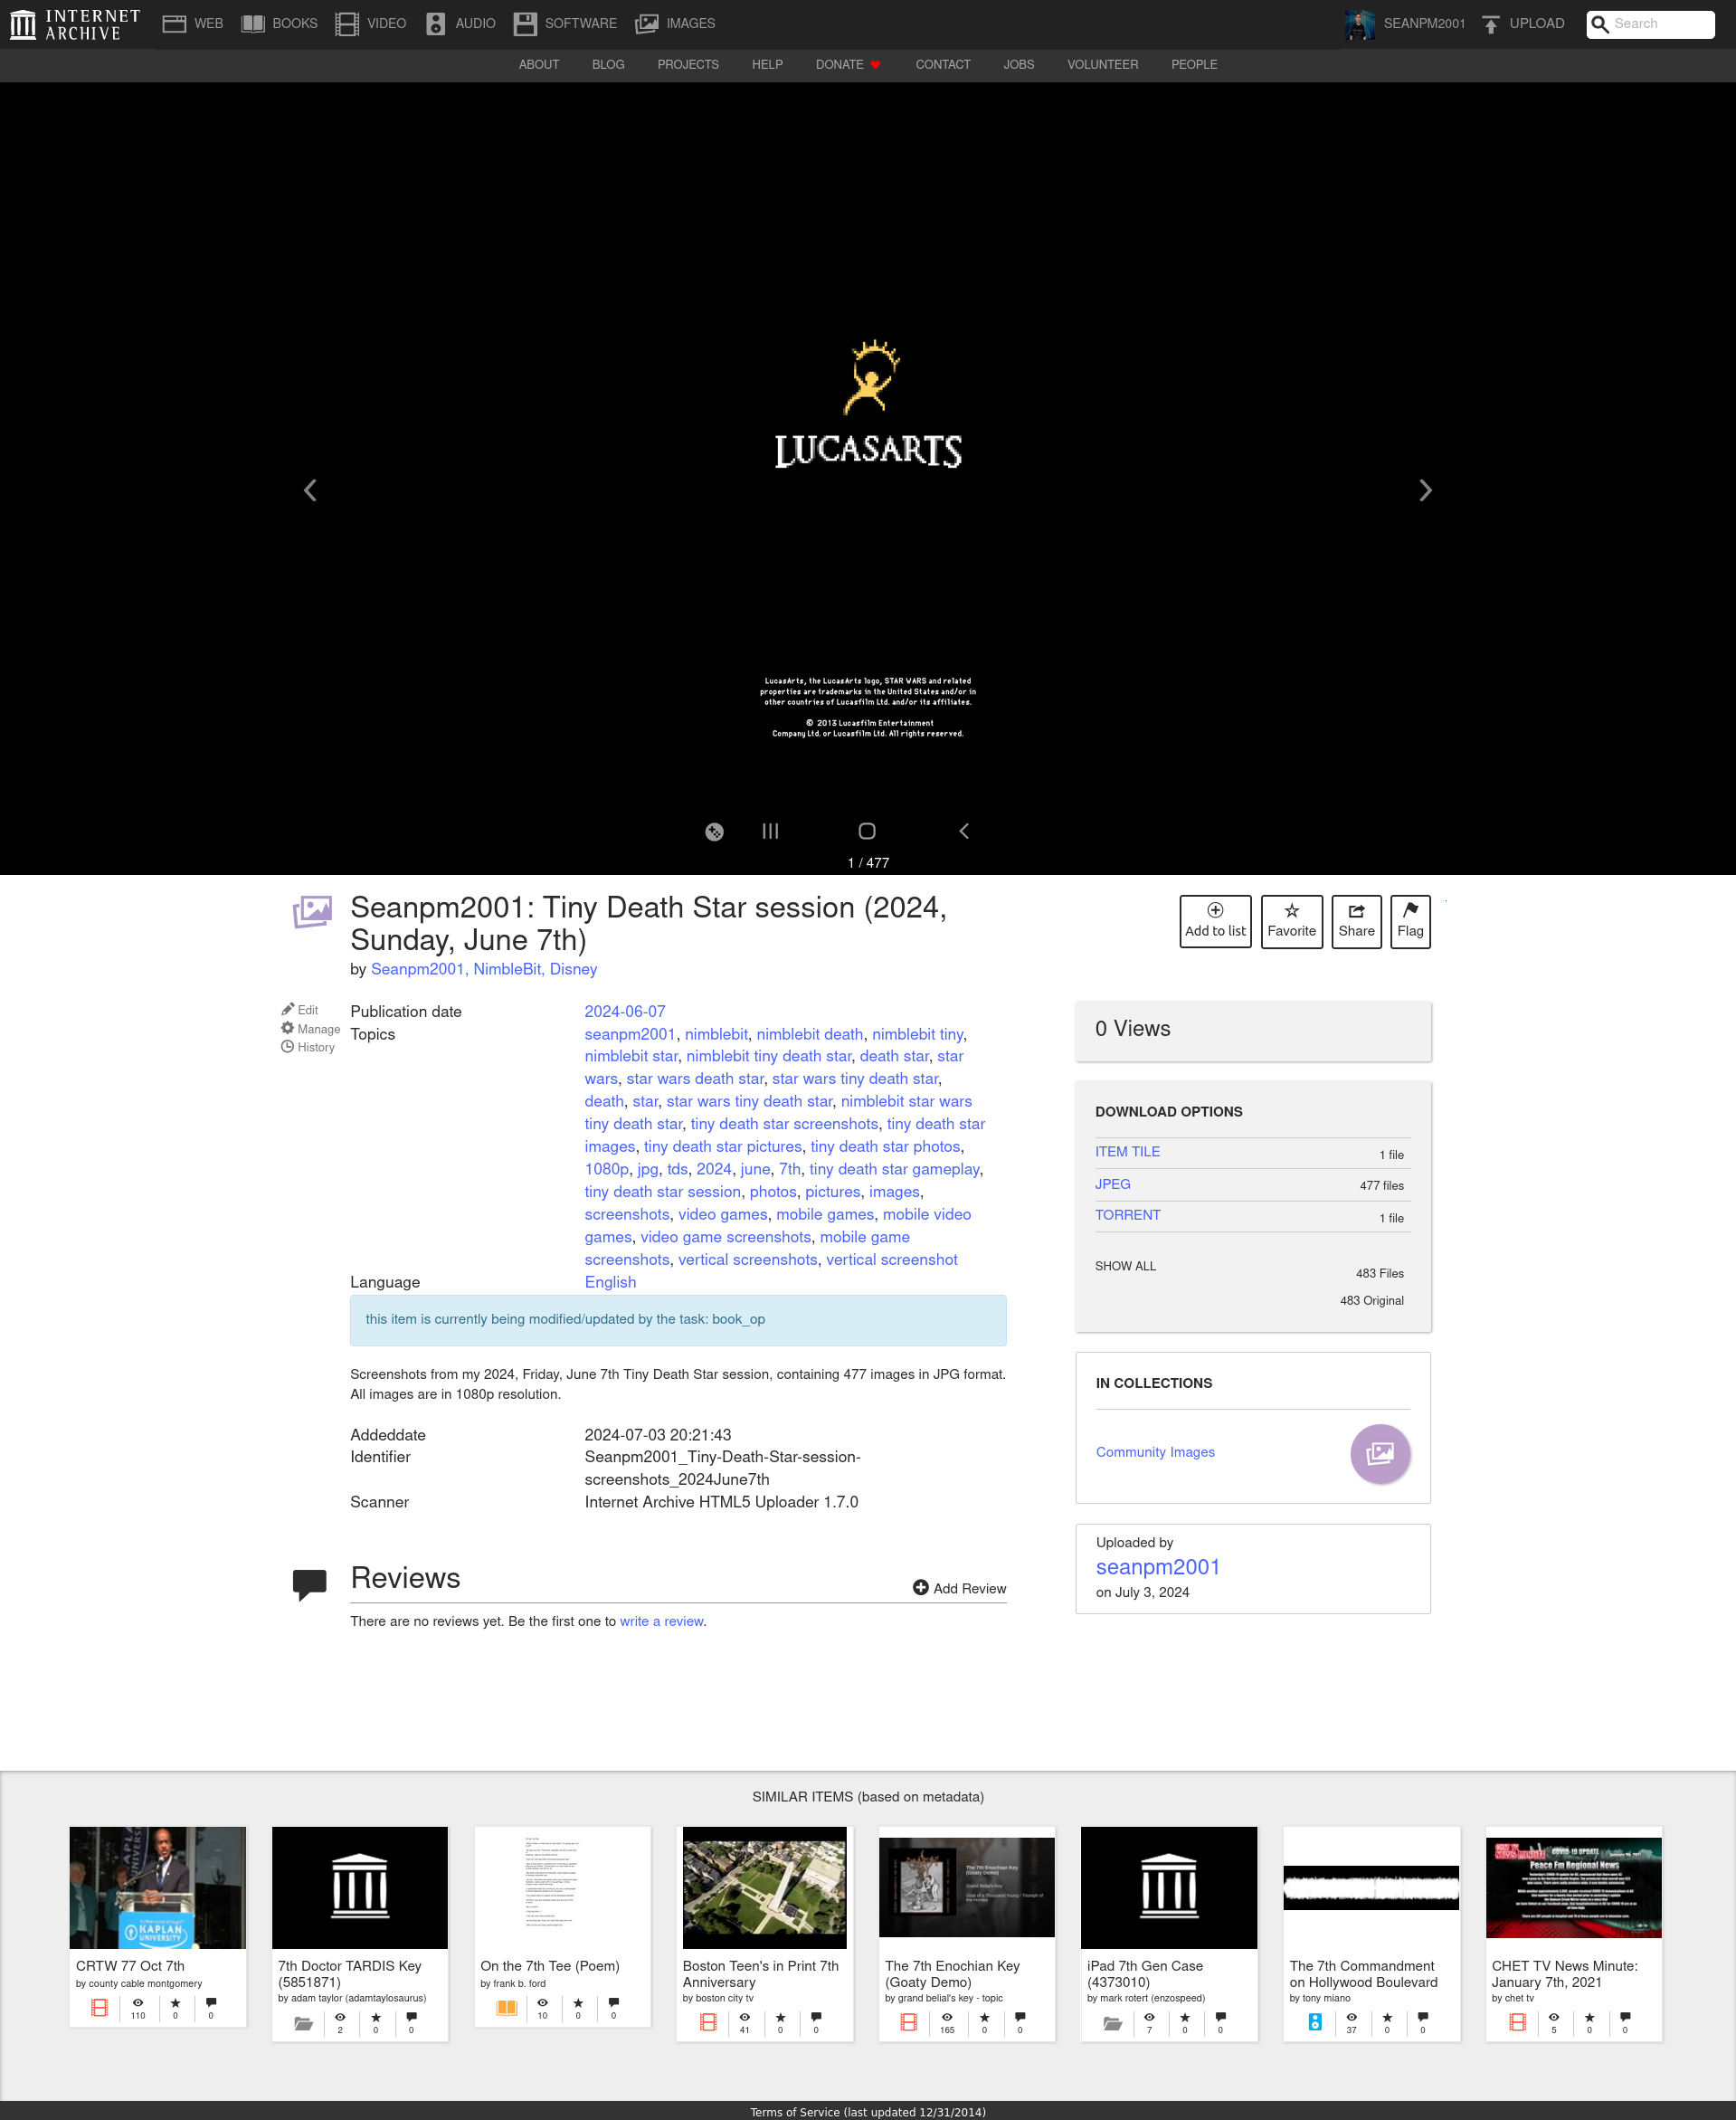 INTERNET
ARCHIVE
WEB BOOKS VIDEO AUDIO SOFTWARE IMAGES SEANPM2001 UPLOAD Search
ABOUT BLOG PROJECTS HELP DONATE CONTACT JOBS VOLUNTEER PEOPLE
LUCASARTS
LucasArts, the LucasArts logo, STAR WARS and related
properties are trademarks in the United States and/or in
other countries of Lucasfilm Ltd. and/or its affiliates.
© 2013 Lucasfilm Entertainment
Company Ltd. or Lucasfilm Ltd. All rights reserved.
1 / 477
Seanpm2001: Tiny Death Star session (2024,
Sunday, June 7th)
by Seanpm2001, NimbleBit, Disney
Add to list Favorite Share Flag
Edit
Manage
History
Publication date 2024-06-07
Topics seanpm2001, nimblebit, nimblebit death, nimblebit tiny,
nimblebit star, nimblebit tiny death star, death star, star
wars, star wars death star, star wars tiny death star,
death, star, star wars tiny death star, nimblebit star wars
tiny death star, tiny death star screenshots, tiny death star
images, tiny death star pictures, tiny death star photos,
1080p, jpg, tds, 2024, june, 7th, tiny death star gameplay,
tiny death star session, photos, pictures, images,
screenshots, video games, mobile games, mobile video
games, video game screenshots, mobile game
screenshots, vertical screenshots, vertical screenshot
Language English
this item is currently being modified/updated by the task: book_op
Screenshots from my 2024, Friday, June 7th Tiny Death Star session, containing 477 images in JPG format.
All images are in 1080p resolution.
Addeddate 2024-07-03 20:21:43
Identifier Seanpm2001_Tiny-Death-Star-session-
screenshots_2024June7th
Scanner Internet Archive HTML5 Uploader 1.7.0
Reviews
Add Review
There are no reviews yet. Be the first one to write a review.
0 Views
DOWNLOAD OPTIONS
ITEM TILE 1 file
JPEG 477 files
TORRENT 1 file
SHOW ALL 483 Files
483 Original
IN COLLECTIONS
Community Images
Uploaded by
seanpm2001
on July 3, 2024
SIMILAR ITEMS (based on metadata)
KAPLAN
UNIVERSITY
CRTW 77 Oct 7th
by county cable montgomery
110 0 0
7th Doctor TARDIS Key
(5851871)
by adam taylor (adamtaylosaurus)
2 0 0
On the 7th Tee (Poem)
by frank b. ford
10 0 0
Boston Teen's in Print 7th
Anniversary
by boston city tv
41 0 0
The 7th Enochian Key
(Goaty Demo)
The 7th Enochian Key
(Goaty Demo)
by grand belial's key - topic
165 0 0
iPad 7th Gen Case
(4373010)
by mark rotert (enzospeed)
7 0 0
The 7th Commandment
on Hollywood Boulevard
by tony miano
37 0 0
COVID-19 UPDATE
Peace Fm Regional News
CHET TV News Minute:
January 7th, 2021
by chet tv
5 0 0
Terms of Service (last updated 12/31/2014)